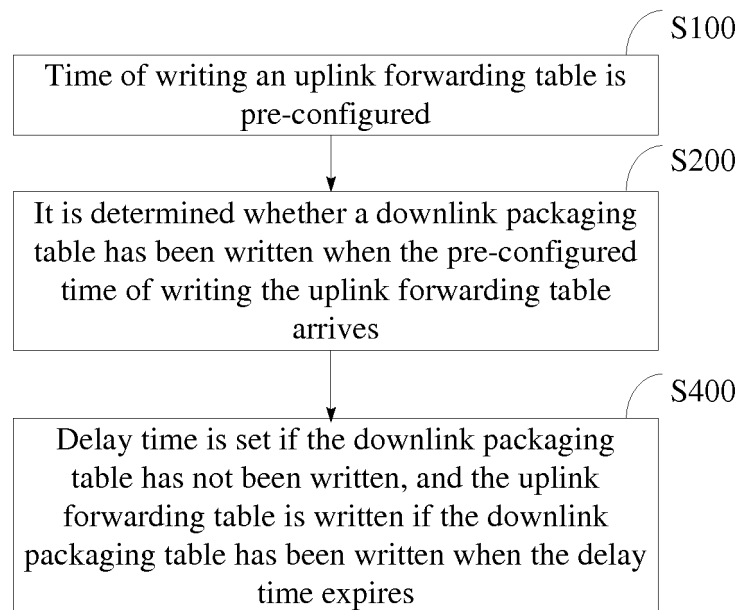 S100
Time of writing an uplink forwarding table is
pre-configured
S200
It is determined whether a downlink packaging
table has been written when the pre-configured
time of writing the uplink forwarding table
arrives
S400
Delay time is set if the downlink packaging
table has not been written, and the uplink
forwarding table is written if the downlink
packaging table has been written when the delay
time expires